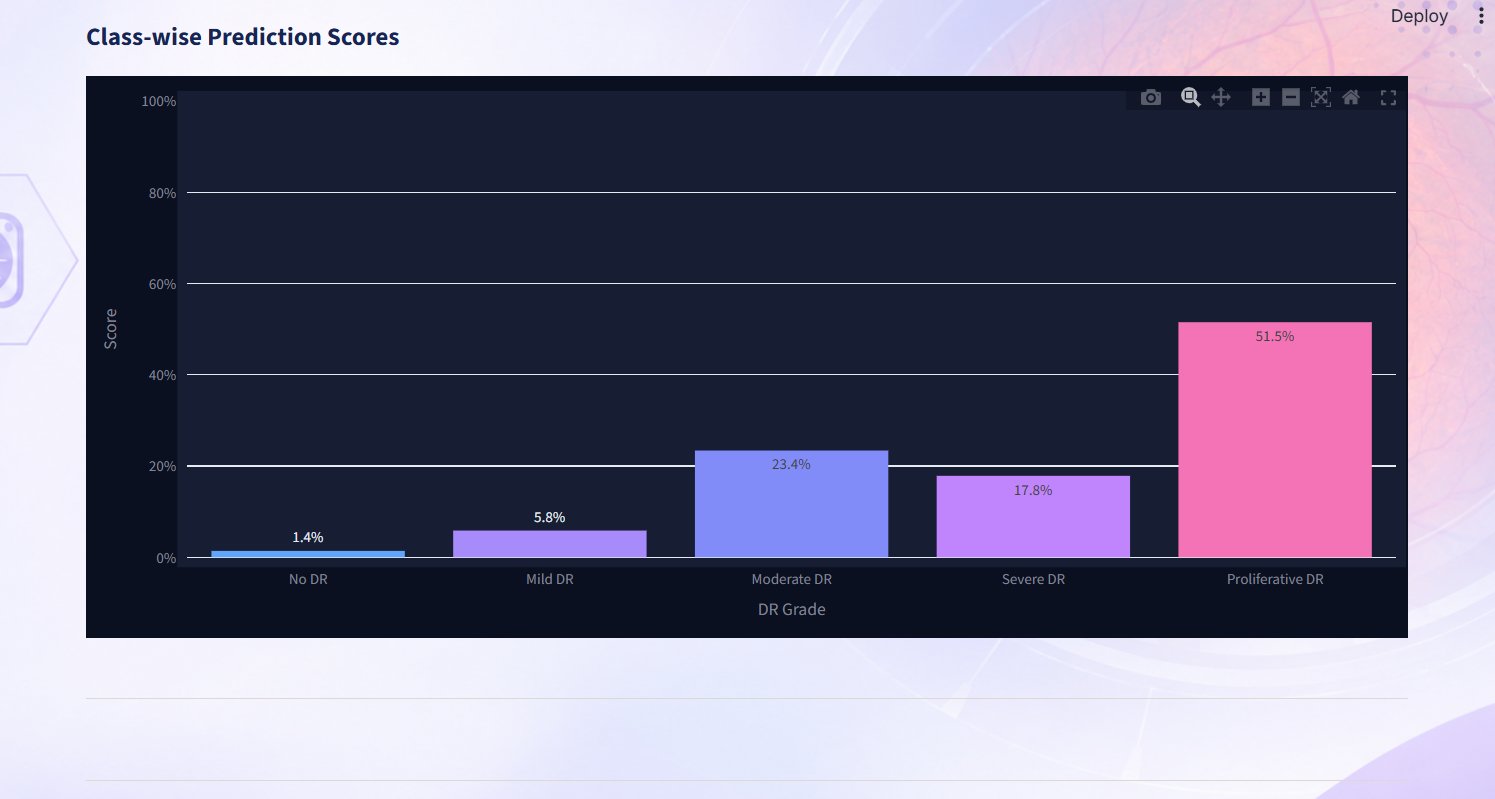 Deploy
Class-wise Prediction Scores
100%
80%
60%
40%
20%
0%
Score
1.4%
5.8%
23.4%
17.8%
51.5%
No DR
Mild DR
Moderate DR
Severe DR
Proliferative DR
DR Grade